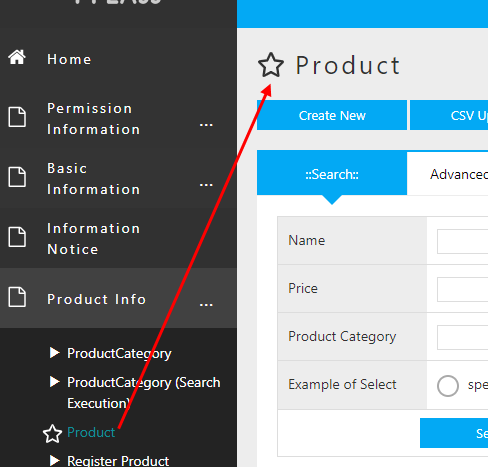 Home
Permission
Information
...
Basic
Information
...
Information
Notice
Product Info
...
ProductCategory
ProductCategory (Search
Execution)
Product
Register Product
Product
Create New
CSV U
::Search::
Advanced
Name
Price
Product Category
Example of Select
spe
Se